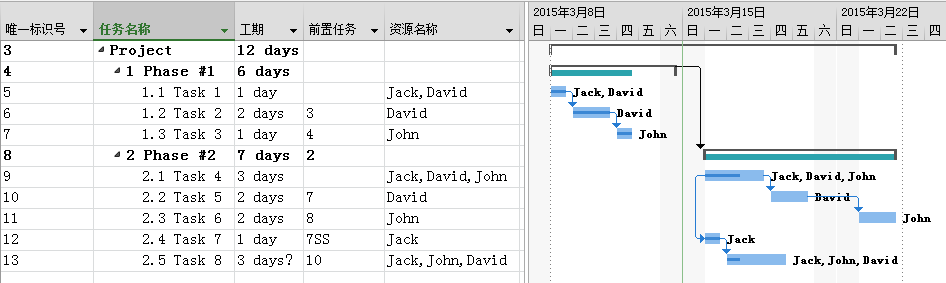 2015年3月8日 2015年3月15日 2015年3月22日
唯一标识号 任务名称 工期 前置任务 资源名称 日 一 二 三 四 五 六 日 一 二 三 四 五 六 日 一 二 三 四
3 Project 12 days
4 1 Phase #1 6 days
5 1.1 Task 1 1 day Jack,David Jack,David
6 1.2 Task 2 2 days 3 David David
7 1.3 Task 3 1 day 4 John John
8 2 Phase #2 7 days 2
9 2.1 Task 4 3 days Jack,David,John Jack,David,John
10 2.2 Task 5 2 days 7 David David
11 2.3 Task 6 2 days 8 John John
12 2.4 Task 7 1 day 7SS Jack Jack
13 2.5 Task 8 3 days? 10 Jack,John,David Jack,John,David